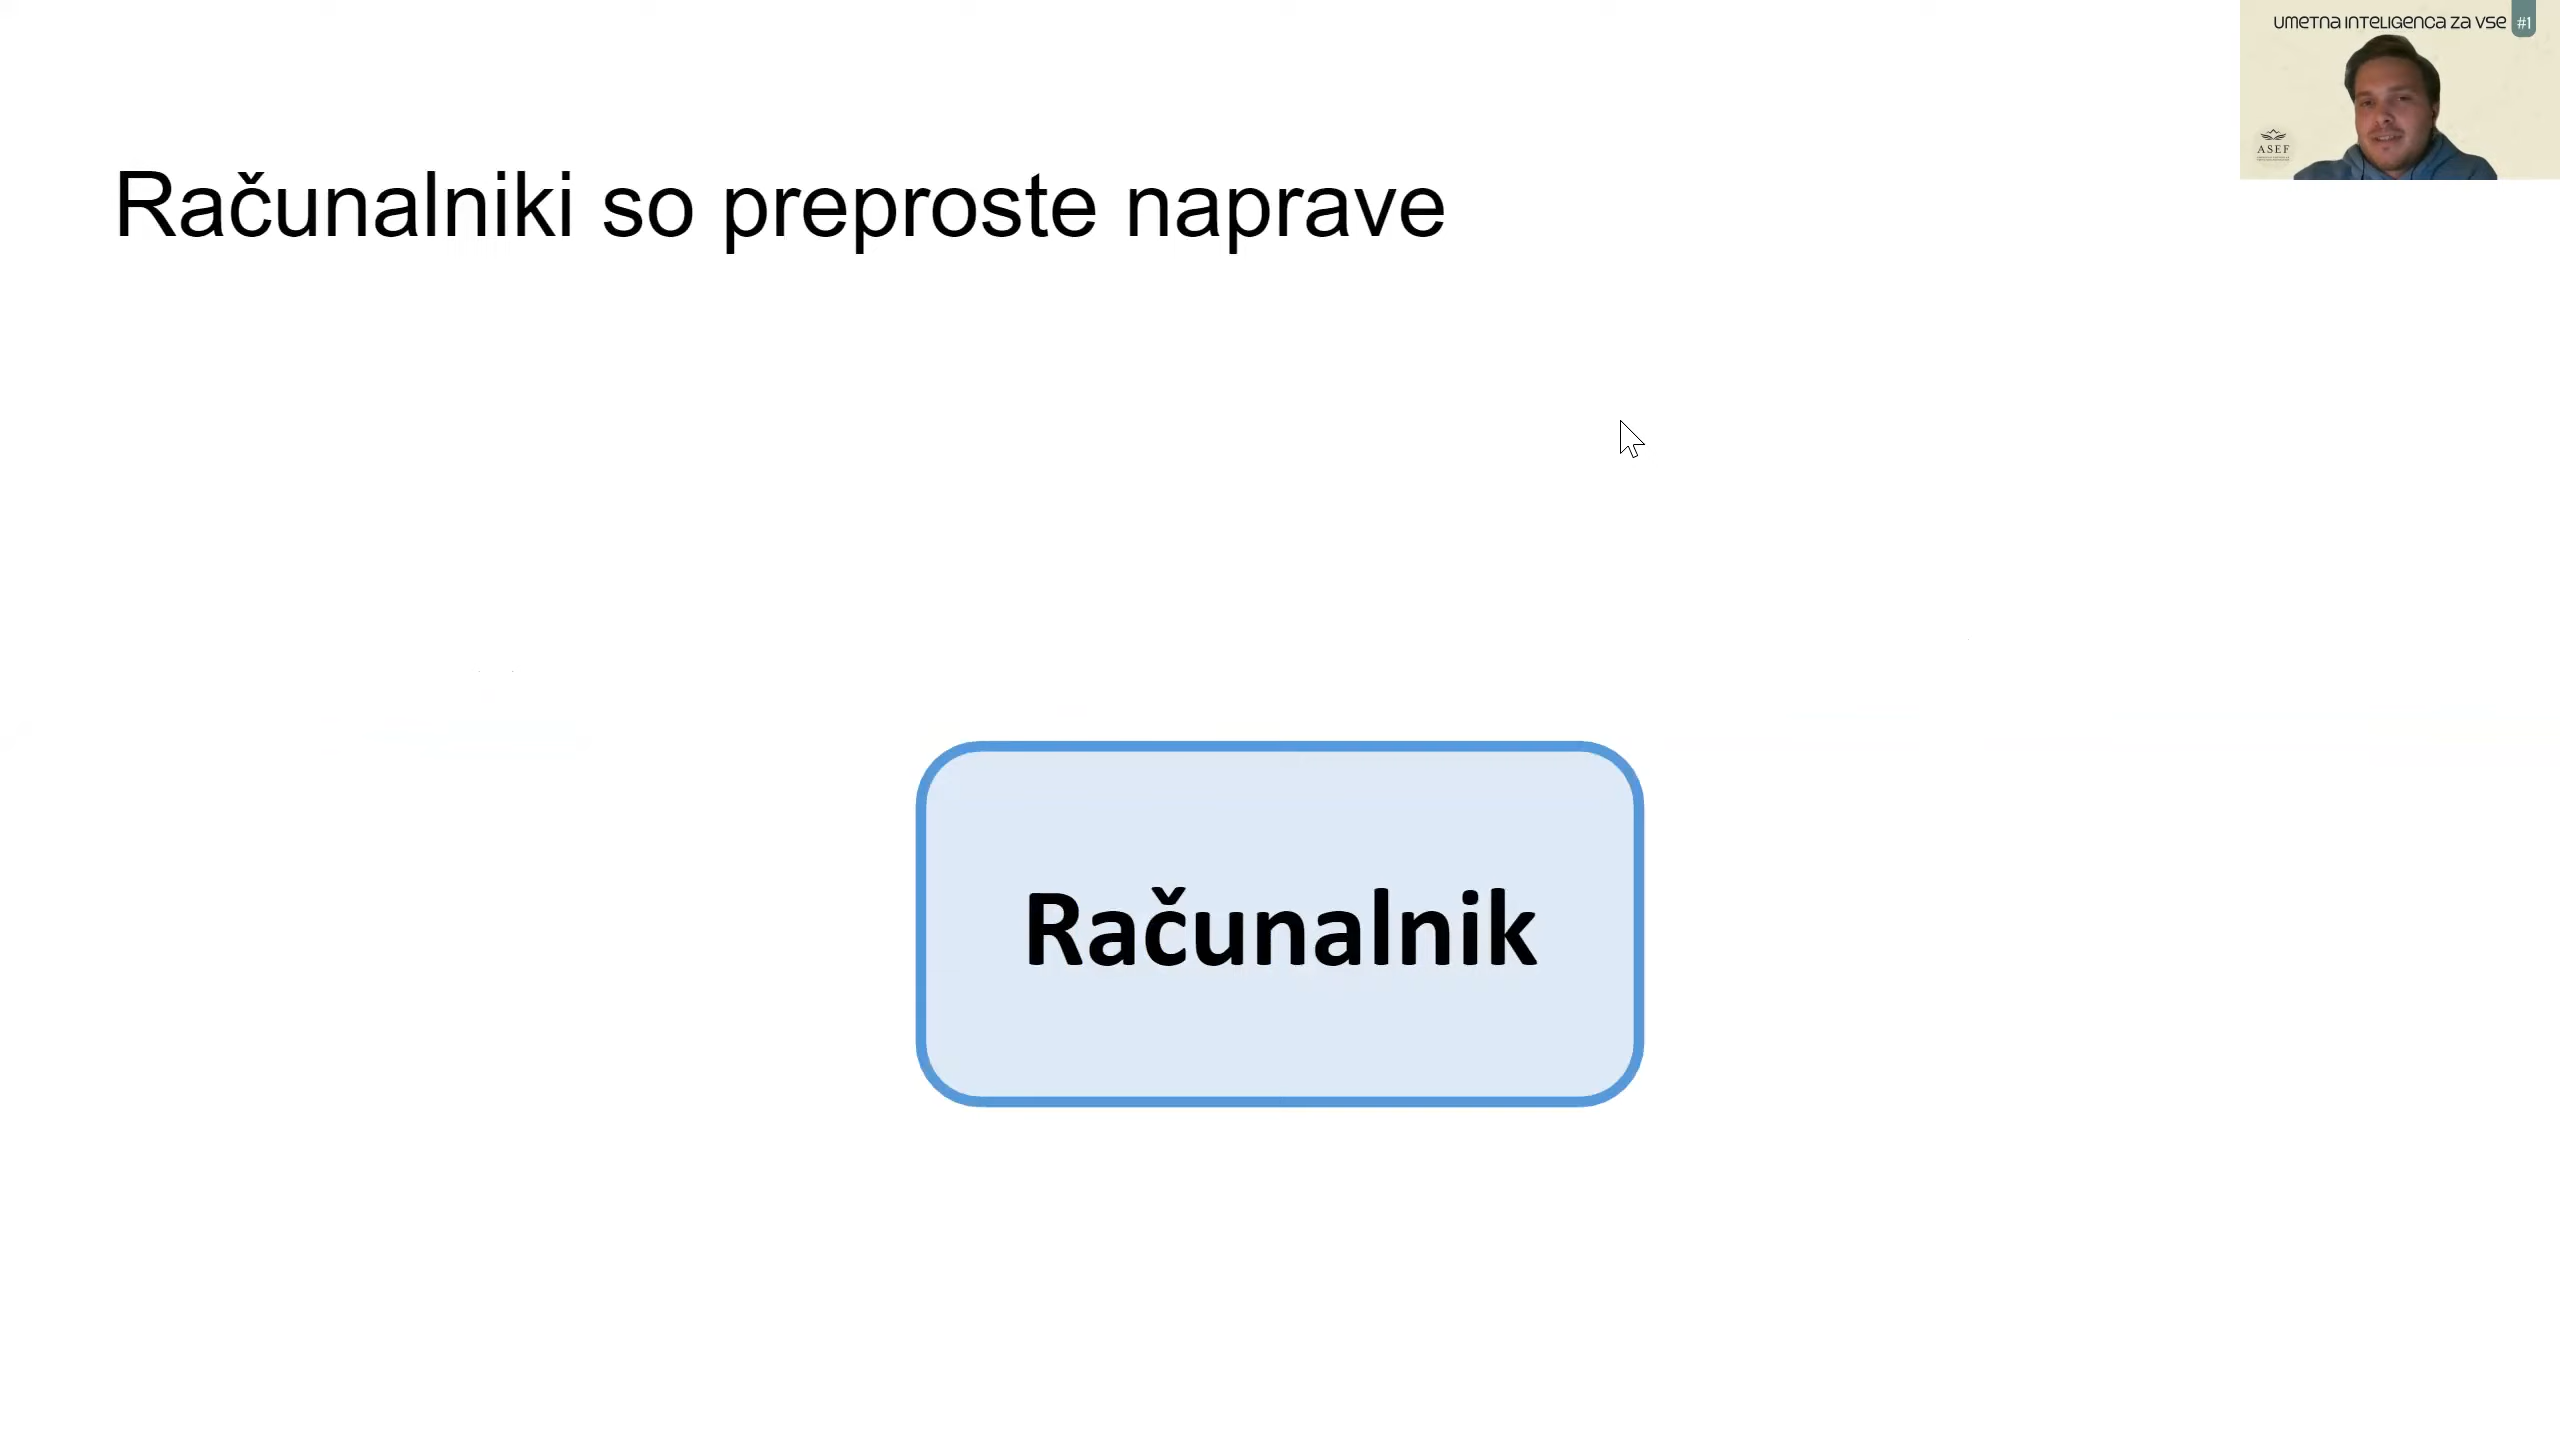 UMETNA INTELIGENCA ZA VSE #1
ASEF
Računalniki so preproste naprave
Računalnik